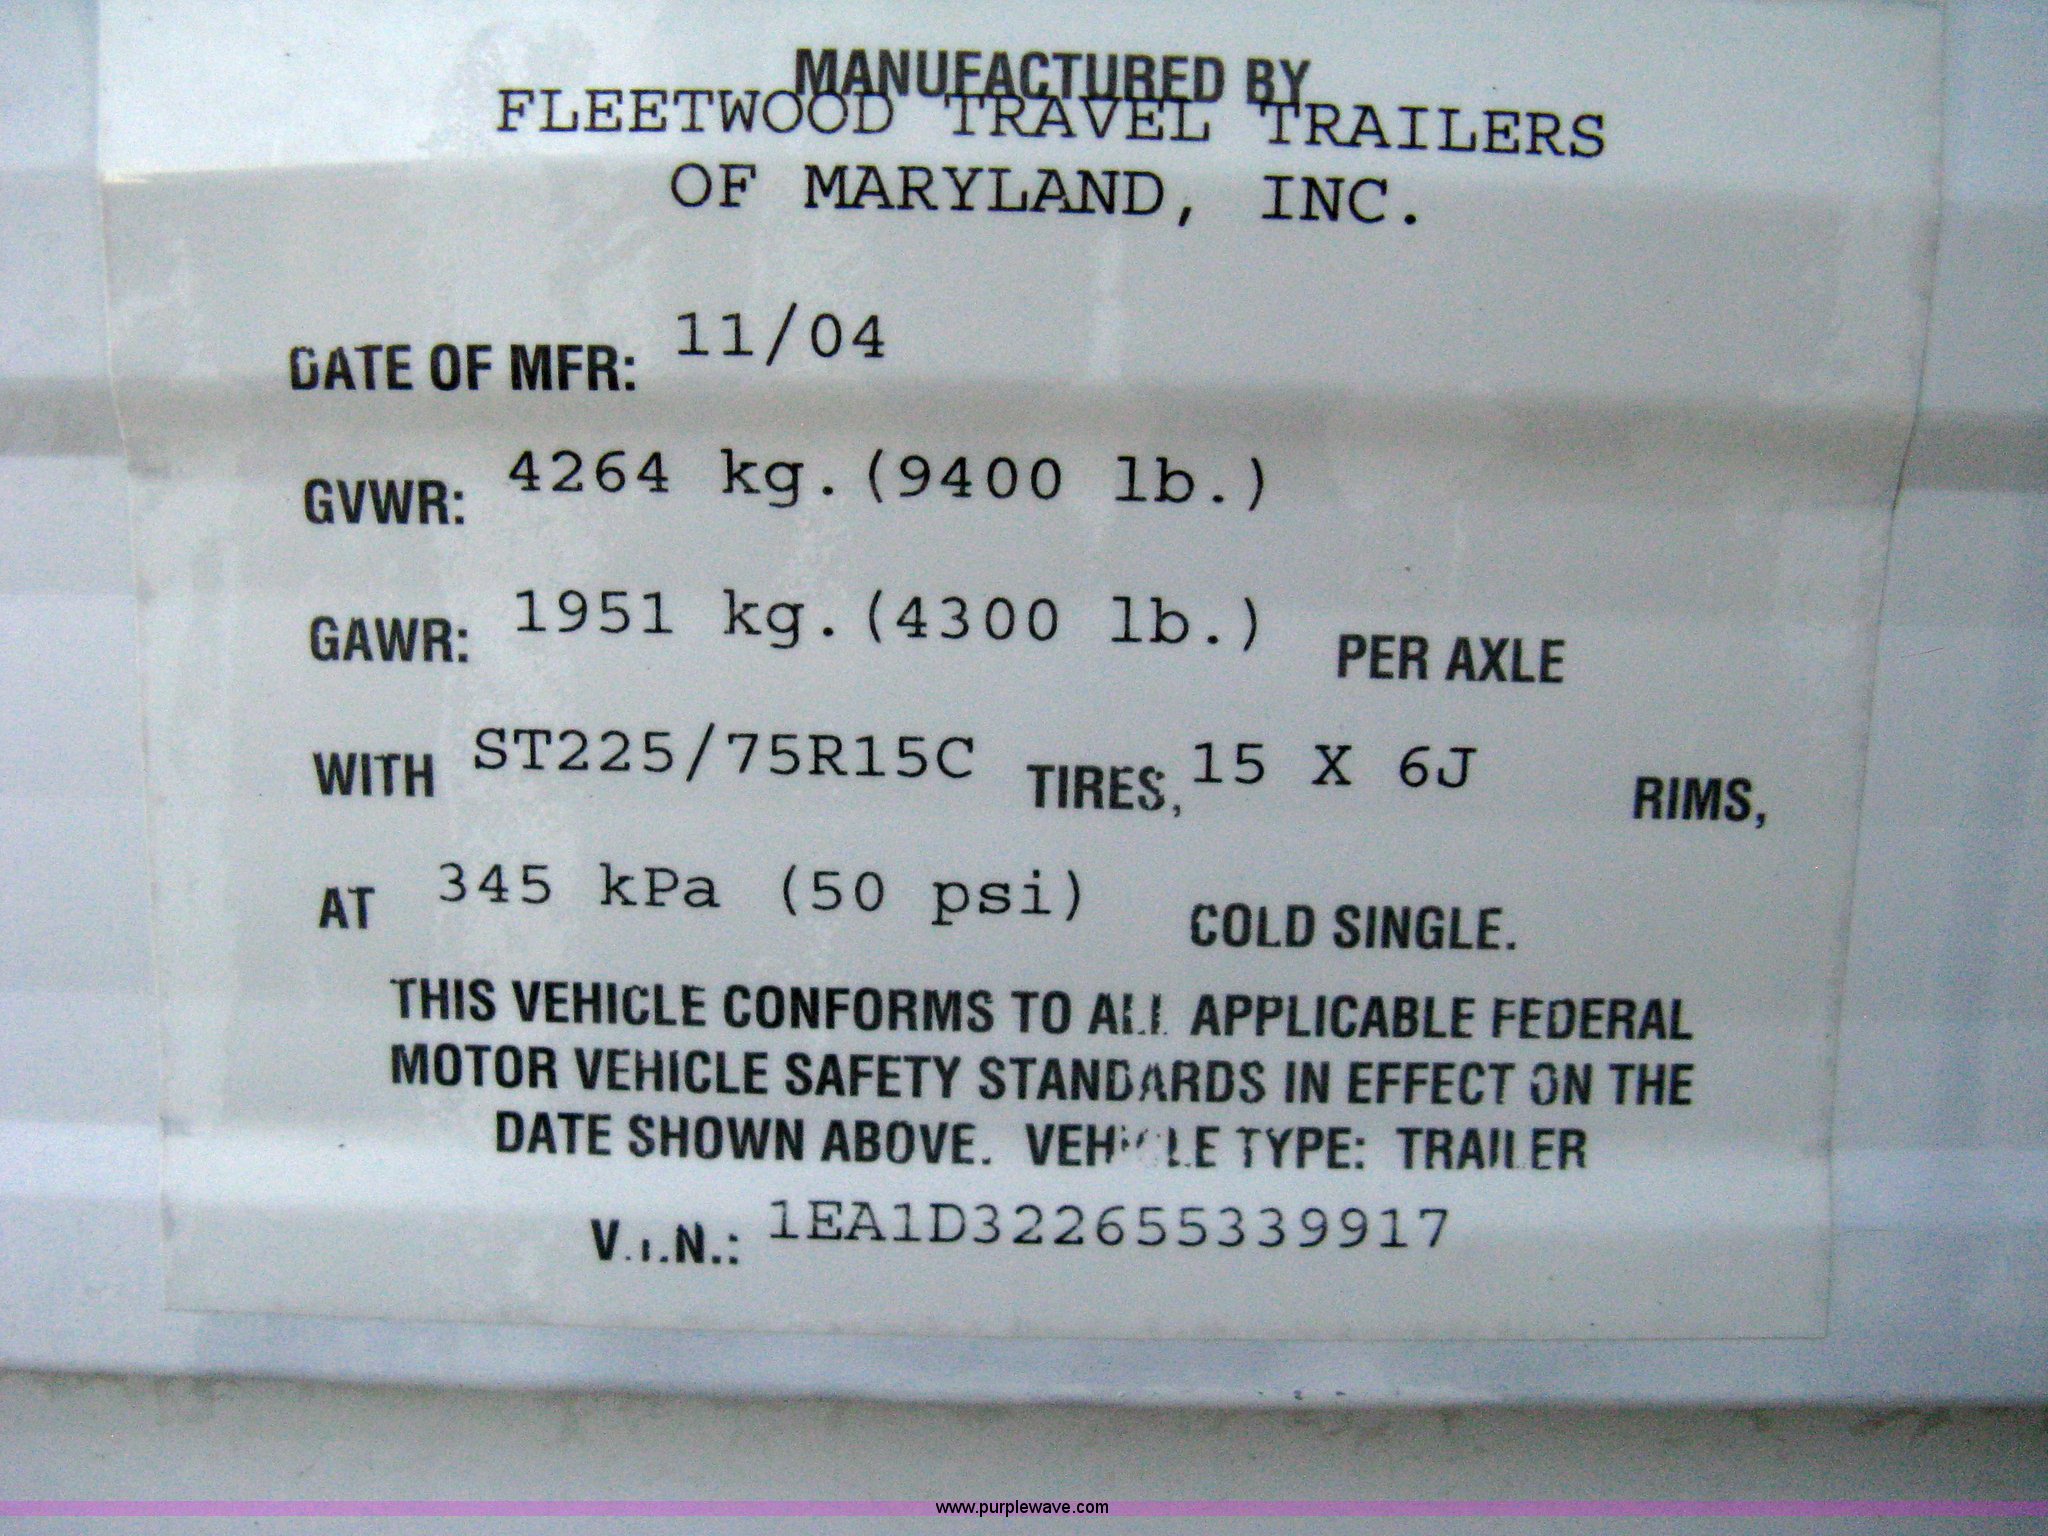 MANUFACTURED BY
FLEETWOOD TRAVEL TRAILERS
OF MARYLAND, INC.
DATE OF MFR: 11/04
GVWR: 4264 kg.(9400 lb.)
GAWR: 1951 kg.(4300 lb.) PER AXLE
WITH ST225/75R15C TIRES, 15 X 6J RIMS,
AT 345 kPa (50 psi) COLD SINGLE.
THIS VEHICLE CONFORMS TO ALL APPLICABLE FEDERAL
MOTOR VEHICLE SAFETY STANDARDS IN EFFECT ON THE
DATE SHOWN ABOVE. VEHICLE TYPE: TRAILER
V.I.N.: 1EA1D322655339917
www.purplewave.com